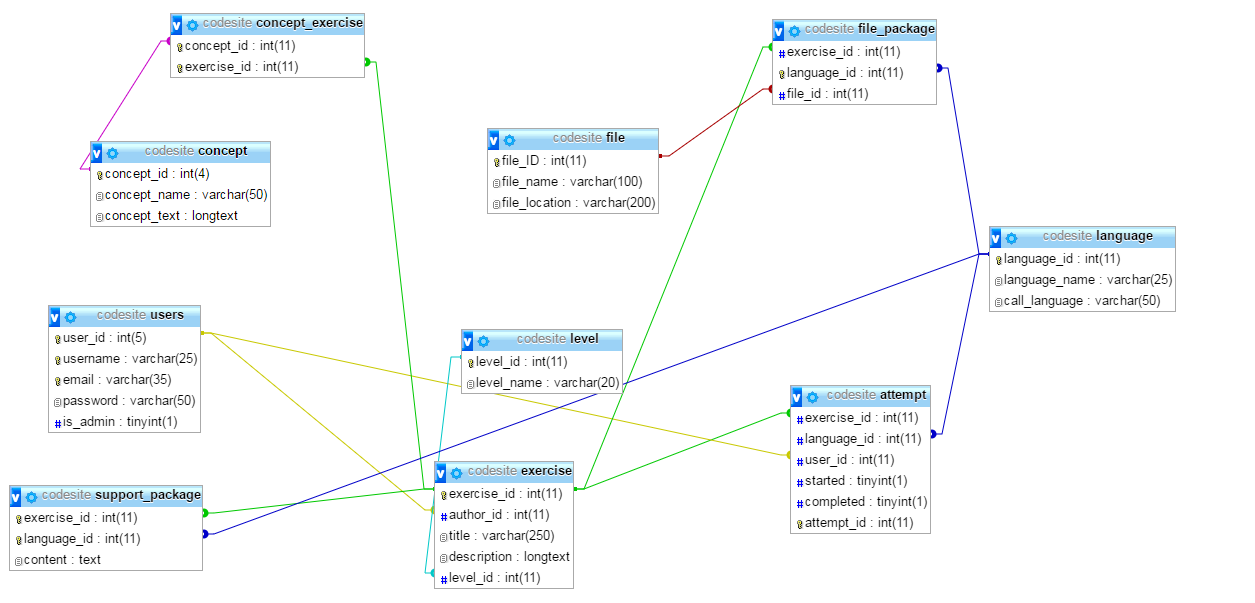 codesite concept_exercise
concept_id : int(11)
exercise_id : int(11)
codesite file_package
exercise_id : int(11)
language_id : int(11)
file_id : int(11)
codesite concept
concept_id : int(4)
concept_name : varchar(50)
concept_text : longtext
codesite file
file_ID : int(11)
file_name : varchar(100)
file_location : varchar(200)
codesite language
language_id : int(11)
language_name : varchar(25)
call_language : varchar(50)
codesite users
user_id : int(5)
username : varchar(25)
email : varchar(35)
password : varchar(50)
is_admin : tinyint(1)
codesite level
level_id : int(11)
level_name : varchar(20)
codesite attempt
exercise_id : int(11)
language_id : int(11)
user_id : int(11)
started : tinyint(1)
completed : tinyint(1)
attempt_id : int(11)
codesite support_package
exercise_id : int(11)
language_id : int(11)
content : text
codesite exercise
exercise_id : int(11)
author_id : int(11)
title : varchar(250)
description : longtext
level_id : int(11)